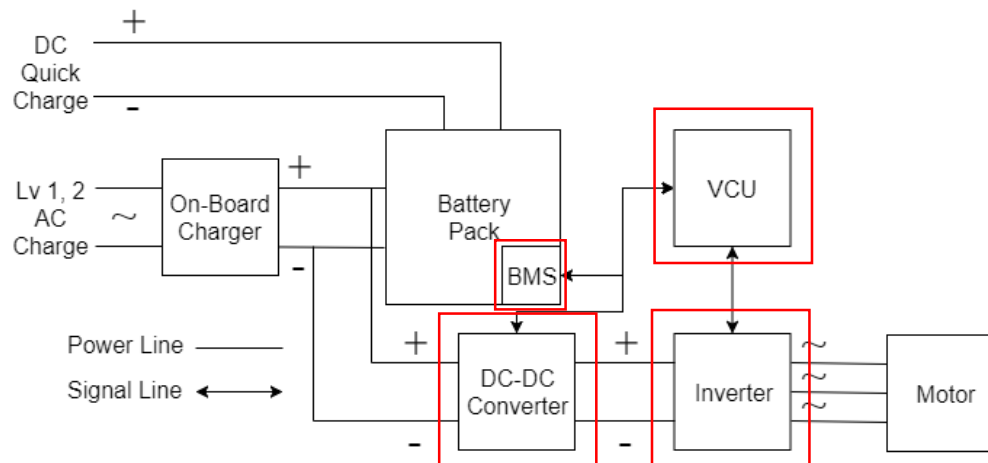 +
DC
Quick
Charge
-
Lv 1, 2
AC
~
Charge
On-Board
Charger
+
-
Battery
Pack
BMS
VCU
Power Line
Signal Line
+
-
DC-DC
Converter
+
-
Inverter
~
~
~
Motor